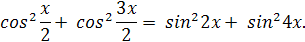 cos² x/2 + cos² 3x/2 = sin² 2x + sin² 4x.